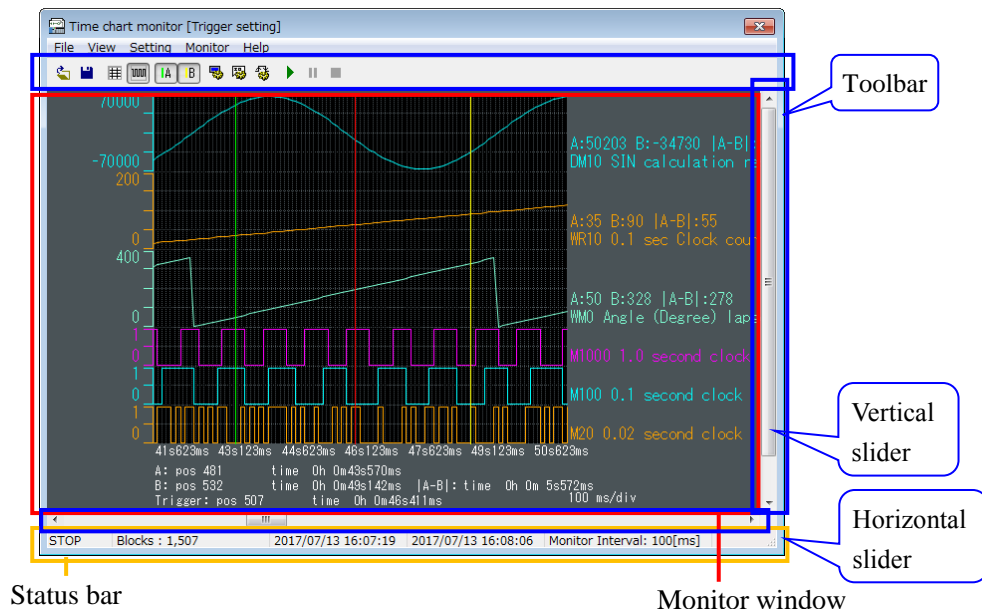 Time chart monitor [Trigger setting]
File View Setting Monitor Help
A B
Toolbar
70000
-70000
A:50203 B:-34730 |A-B|:
DM10 SIN calculation r
200
0
A:35 B:90 |A-B|:55
WR10 0.1 sec Clock cou
400
0
A:50 B:328 |A-B|:278
WM0 Angle (Degree) lap
1
0
M1000 1.0 second clock
1
0
M100 0.1 second clock
1
0
M20 0.02 second clock
Vertical
slider
41s623ms 43s123ms 44s623ms 46s123ms 47s623ms 49s123ms 50s623ms
A: pos 481 time 0h 0m43s570ms
B: pos 532 time 0h 0m49s142ms |A-B|: time 0h 0m 5s572ms
Trigger: pos 507 time 0h 0m46s411ms 100 ms/div
Horizontal
slider
STOP Blocks : 1,507 2017/07/13 16:07:19 2017/07/13 16:08:06 Monitor Interval: 100[ms]
Status bar
Monitor window